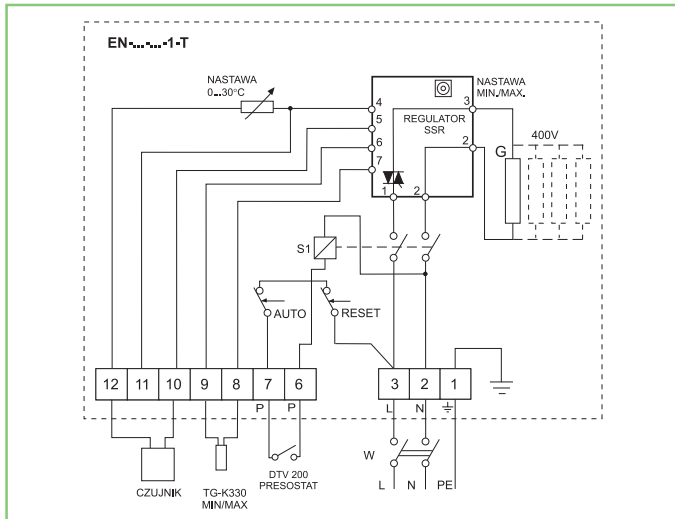 EN-...-...-1-T
NASTAWA
0...30°C
NASTAWA
MIN./MAX.
4
5
6
7
REGULATOR
SSR
3
2
1
2
G
400V
S1
AUTO
RESET
12
11
10
9
8
7
6
3
2
1
P
P
L
N
W
CZUJNIK
TG-K330
MIN/MAX
DTV 200
PRESOSTAT
L
N
PE